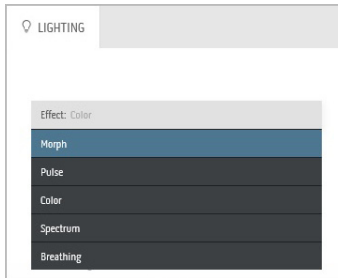 LIGHTING
Effect: Color
Morph
Pulse
Color
Spectrum
Breathing